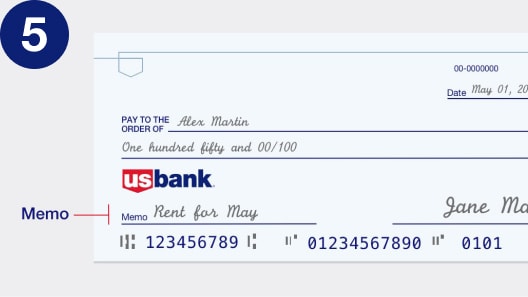 5
00-0000000
Date May 01, 20
PAY TO THE
ORDER OF Alex Martin
One hundred fifty and 00/100
usbank
Memo
Memo Rent for May
Jane Ma
⑆ 123456789 ⑆ ⑈ 01234567890 ⑈ 0101